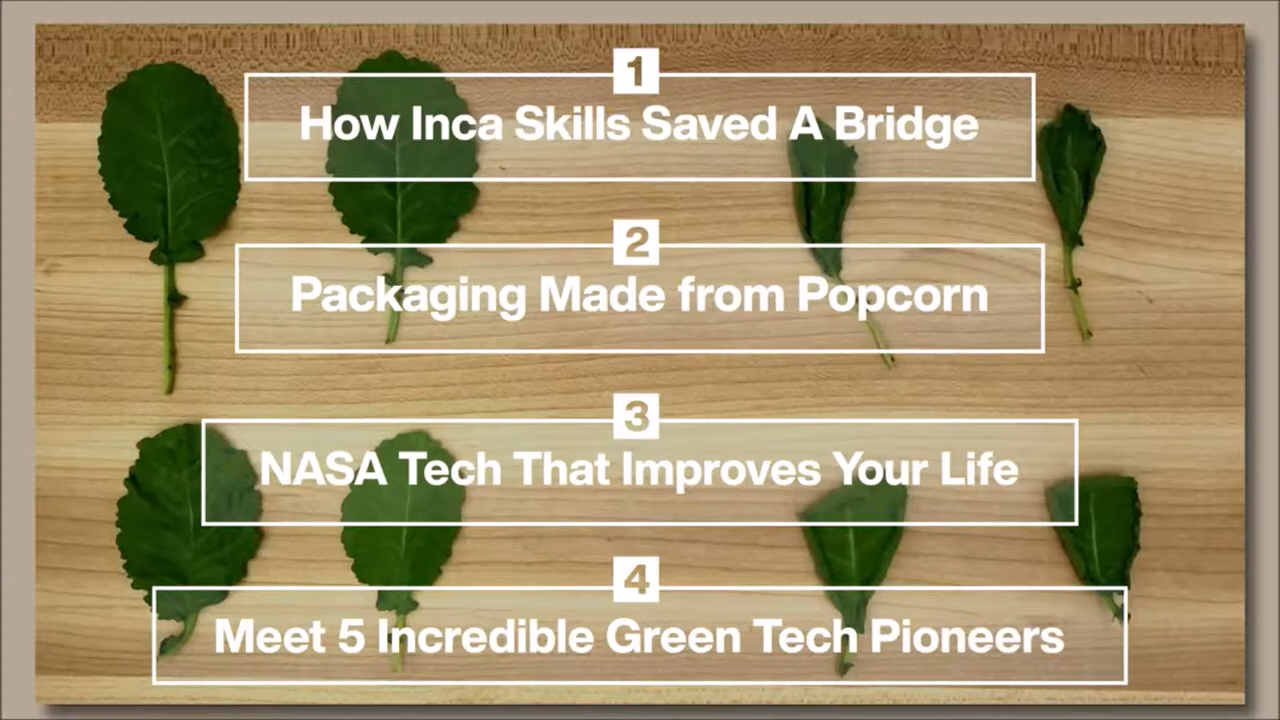 1
How Inca Skills Saved A Bridge
2
Packaging Made from Popcorn
3
NASA Tech That Improves Your Life
4
Meet 5 Incredible Green Tech Pioneers